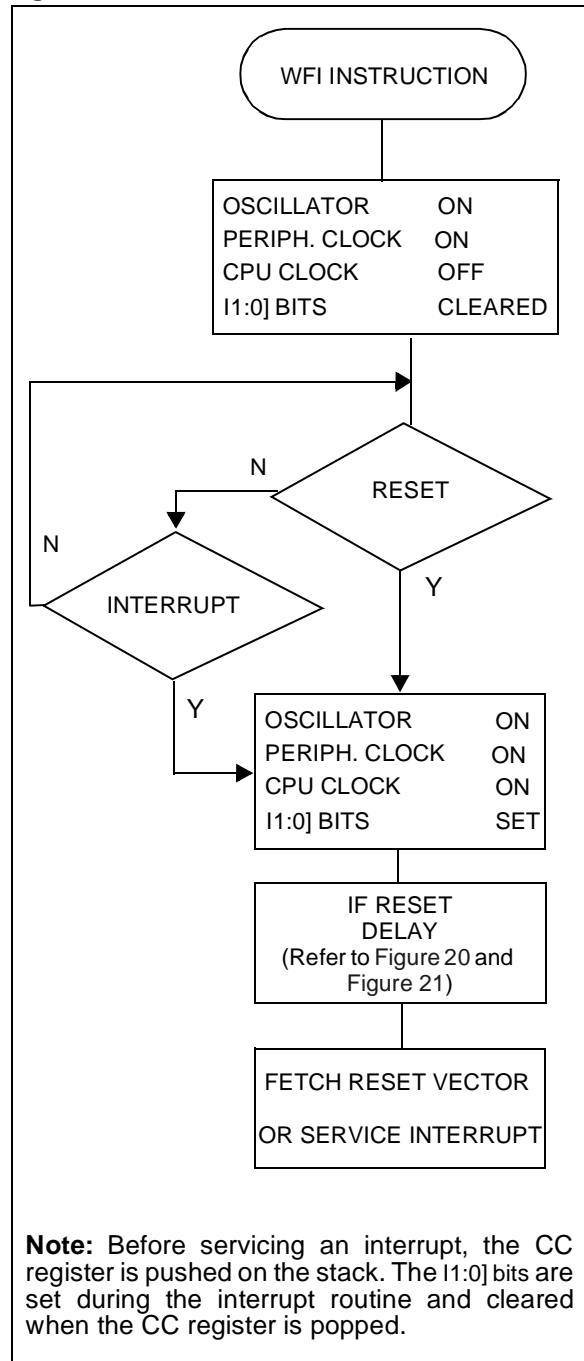 WFI INSTRUCTION
OSCILLATOR ON
PERIPH. CLOCK ON
CPU CLOCK OFF
I1:0] BITS CLEARED
N
RESET
N
Y
INTERRUPT
Y
OSCILLATOR ON
PERIPH. CLOCK ON
CPU CLOCK ON
I1:0] BITS SET
IF RESET
DELAY
(Refer to Figure 20 and
Figure 21)
FETCH RESET VECTOR
OR SERVICE INTERRUPT
Note: Before servicing an interrupt, the CC
register is pushed on the stack. The I1:0] bits are
set during the interrupt routine and cleared
when the CC register is popped.